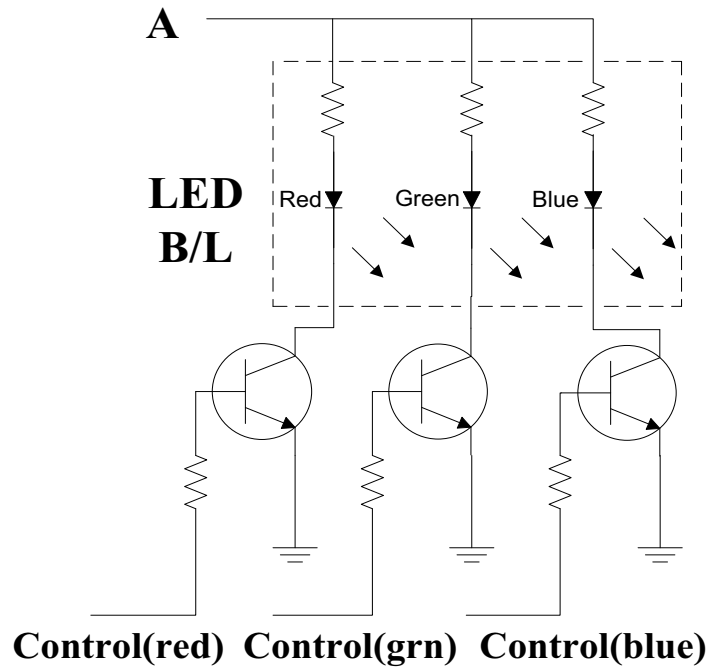 A
LED
B/L
Red
Green
Blue
Control(red) Control(grn) Control(blue)